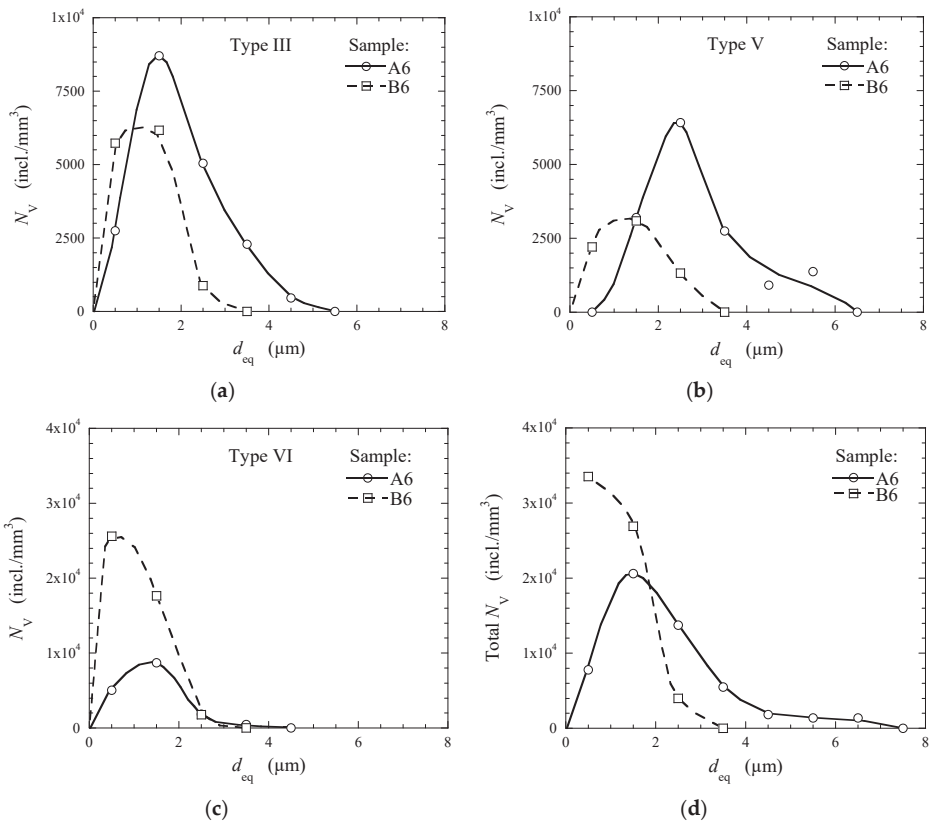 Type III
Sample:
A6
B6
1x10⁴
7500
5000
2500
0
N_V (incl./mm³)
0 2 4 6 8
d_eq (µm)
(a)
Type V
Sample:
A6
B6
1x10⁴
7500
5000
2500
0
N_V (incl./mm³)
0 2 4 6 8
d_eq (µm)
(b)
Type VI
Sample:
A6
B6
4x10⁴
3x10⁴
2x10⁴
1x10⁴
0
N_V (incl./mm³)
0 2 4 6 8
d_eq (µm)
(c)
Sample:
A6
B6
4x10⁴
3x10⁴
2x10⁴
1x10⁴
0
Total N_V (incl./mm³)
0 2 4 6 8
d_eq (µm)
(d)